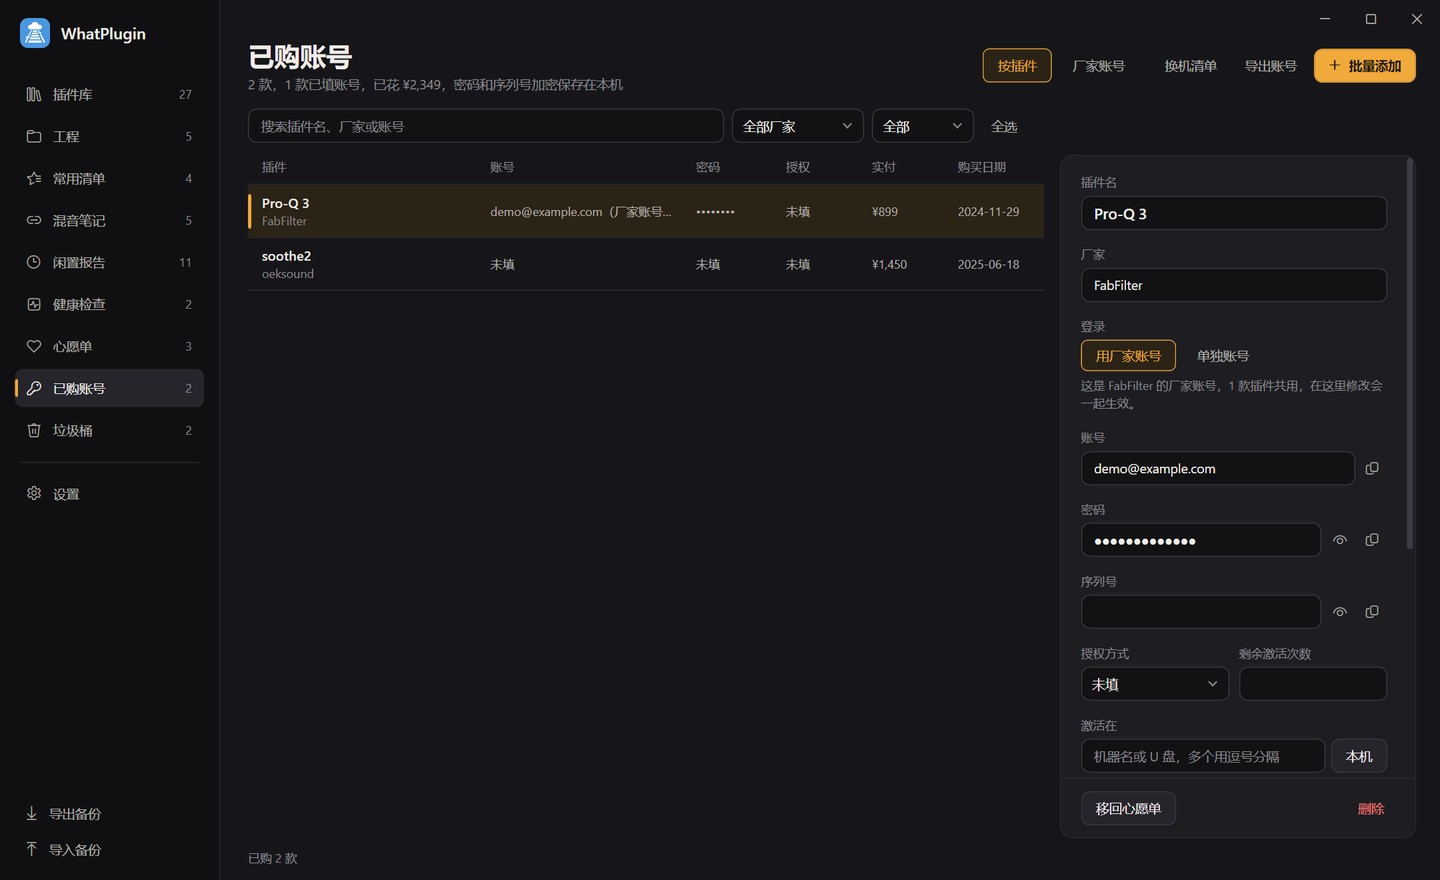 WhatPlugin
插件库 27
工程 5
常用清单 4
混音笔记 5
闲置报告 11
健康检查 2
心愿单 3
已购账号 2
垃圾桶 2
设置
导出备份
导入备份
已购账号
2 款，1 款已填账号，已花 ¥2,349，密码和序列号加密保存在本机
按插件 厂家账号 换机清单 导出账号 + 批量添加
搜索插件名、厂家或账号 全部厂家 全部 全选
插件 账号 密码 授权 实付 购买日期
Pro-Q 3
FabFilter
demo@example.com（厂家账号... •••••••• 未填 ¥899 2024-11-29
soothe2
oeksound
未填 未填 未填 ¥1,450 2025-06-18
已购 2 款
插件名
Pro-Q 3
厂家
FabFilter
登录
用厂家账号 单独账号
这是 FabFilter 的厂家账号，1 款插件共用，在这里修改会
一起生效。
账号
demo@example.com
密码
•••••••••••••
序列号
授权方式 剩余激活次数
未填
激活在
机器名或 U 盘，多个用逗号分隔 本机
移回心愿单 删除